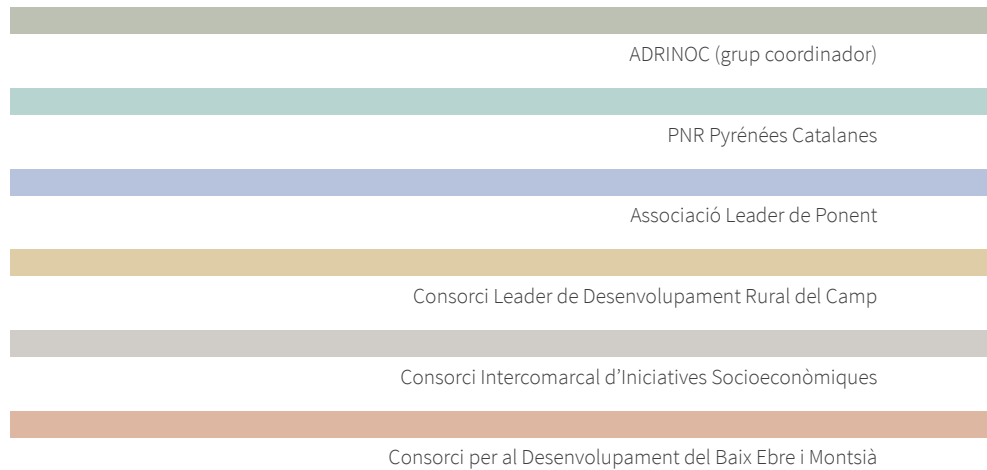 ADRINOC (grup coordinador)
PNR Pyrénées Catalanes
Associació Leader de Ponent
Consorci Leader de Desenvolupament Rural del Camp
Consorci Intercomarcal d’Iniciatives Socioeconòmiques
Consorci per al Desenvolupament del Baix Ebre i Montsià